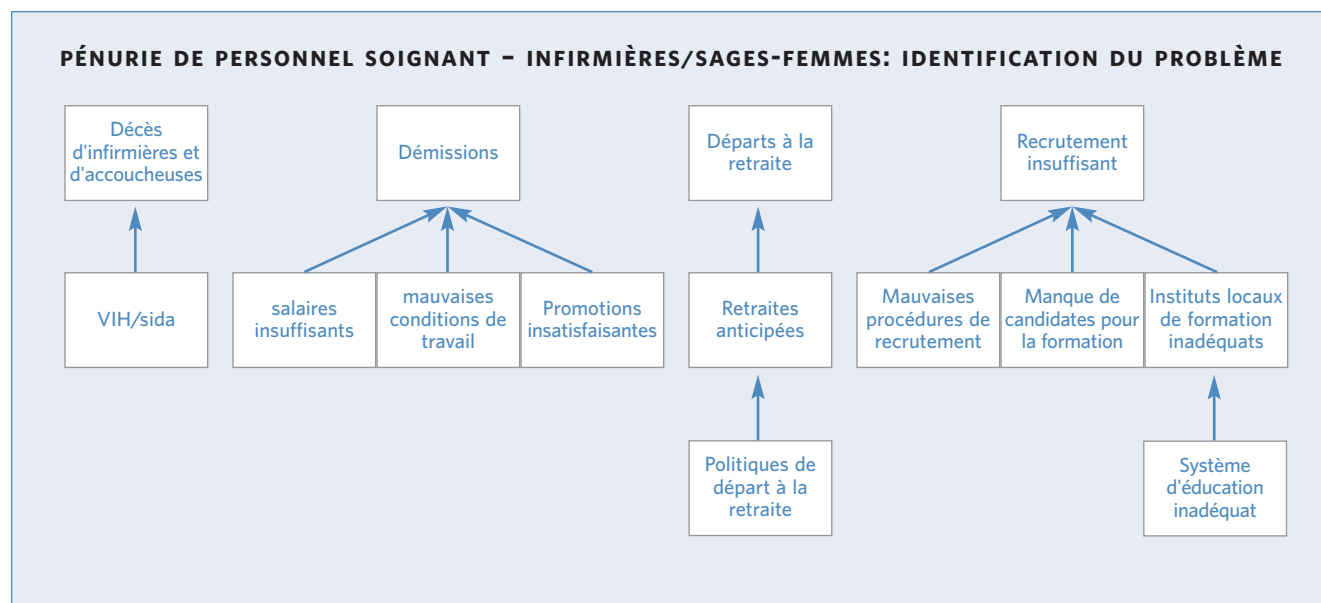 PÉNURIE DE PERSONNEL SOIGNANT – INFIRMIÈRES/SAGES-FEMMES: IDENTIFICATION DU PROBLÈME
Décès
d'infirmières et
d'accoucheuses
Démissions
Départs à la
retraite
Recrutement
insuffisant
VIH/sida
salaires
insuffisants
mauvaises
conditions de
travail
Promotions
insatisfaisantes
Retraites
anticipées
Mauvaises
procédures de
recrutement
Manque de
candidates pour
la formation
Instituts locaux
de formation
inadéquats
Politiques de
départ à la
retraite
Système
d'éducation
inadéquat